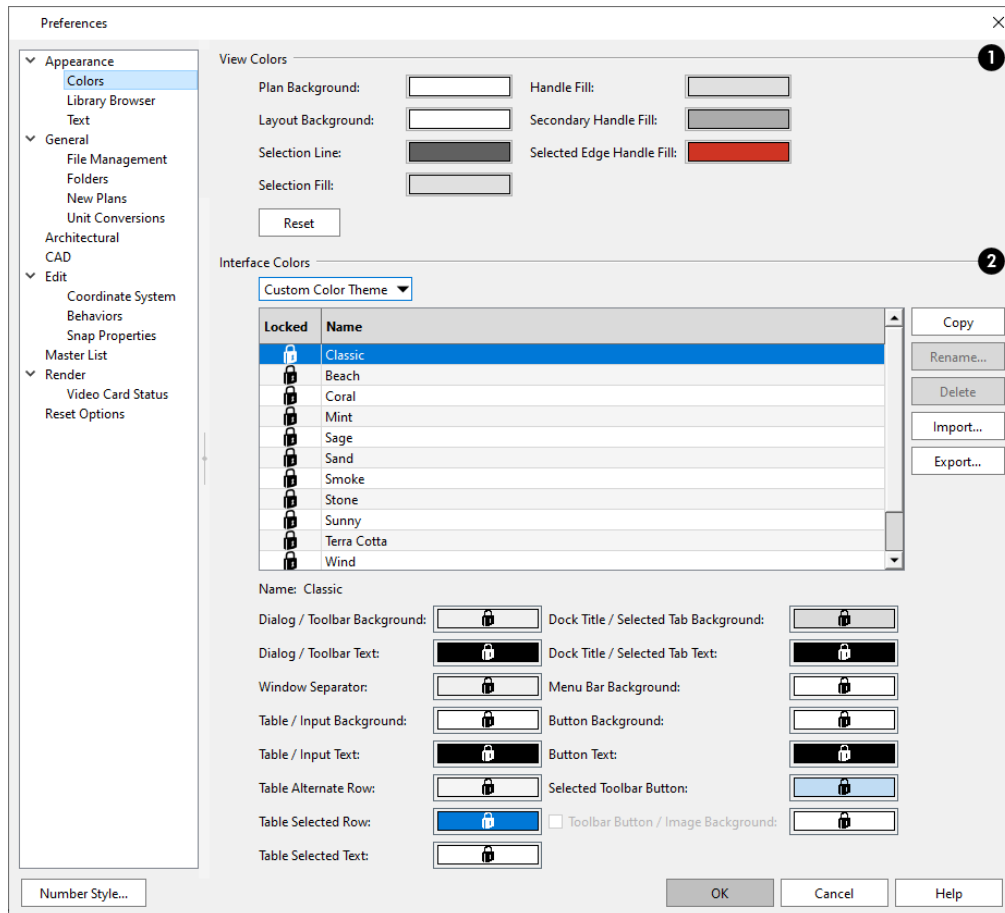 Preferences
Appearance
Colors
Library Browser
Text
General
File Management
Folders
New Plans
Unit Conversions
Architectural
CAD
Edit
Coordinate System
Behaviors
Snap Properties
Master List
Render
Video Card Status
Reset Options
View Colors 1
Plan Background: Handle Fill:
Layout Background: Secondary Handle Fill:
Selection Line: Selected Edge Handle Fill:
Selection Fill:
Reset
Interface Colors 2
Custom Color Theme
Locked Name
Classic
Beach
Coral
Mint
Sage
Sand
Smoke
Stone
Sunny
Terra Cotta
Wind
Copy
Rename...
Delete
Import...
Export...
Name: Classic
Dialog / Toolbar Background: Dock Title / Selected Tab Background:
Dialog / Toolbar Text: Dock Title / Selected Tab Text:
Window Separator: Menu Bar Background:
Table / Input Background: Button Background:
Table / Input Text: Button Text:
Table Alternate Row: Selected Toolbar Button:
Table Selected Row: Toolbar Button / Image Background:
Table Selected Text:
Number Style... OK Cancel Help